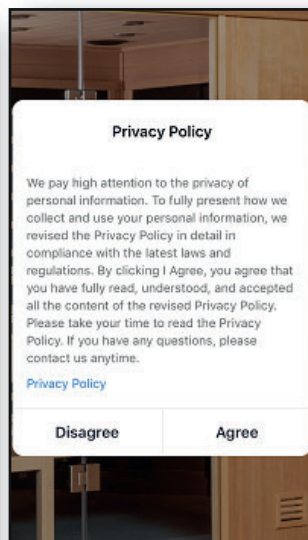 Privacy Policy
We pay high attention to the privacy of
personal information. To fully present how we
collect and use your personal information, we
revised the Privacy Policy in detail in
compliance with the latest laws and
regulations. By clicking I Agree, you agree that
you have fully read, understood, and accepted
all the content of the revised Privacy Policy.
Please take your time to read the Privacy
Policy. If you have any questions, please
contact us anytime.
Privacy Policy
Disagree Agree